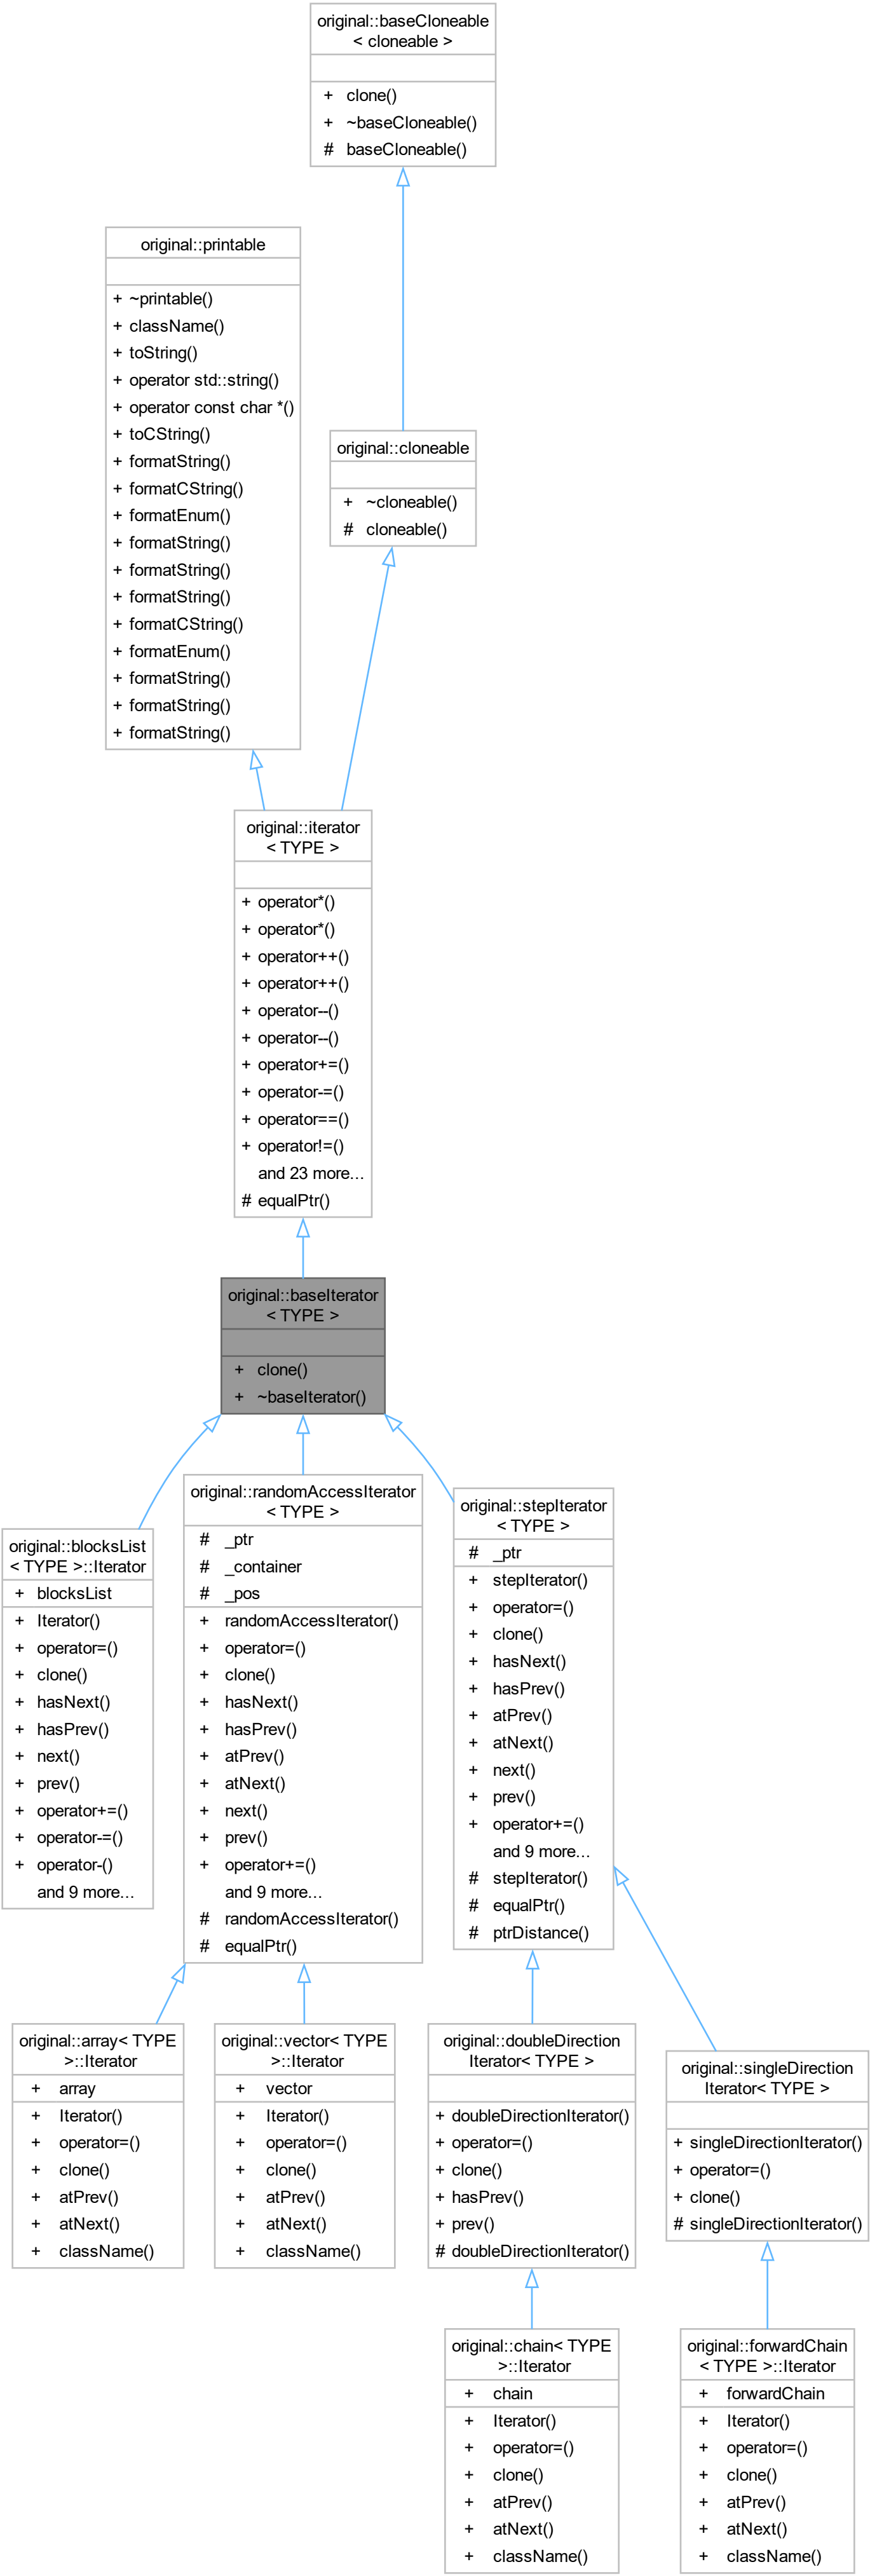 original::baseCloneable
< cloneable >
+ clone()
+ ~baseCloneable()
# baseCloneable()
original::printable
+ ~printable()
+ className()
+ toString()
+ operator std::string()
+ operator const char *()
+ toCString()
+ formatString()
+ formatCString()
+ formatEnum()
+ formatString()
+ formatString()
+ formatString()
+ formatCString()
+ formatEnum()
+ formatString()
+ formatString()
+ formatString()
original::cloneable
+ ~cloneable()
# cloneable()
original::iterator
< TYPE >
+ operator*()
+ operator*()
+ operator++()
+ operator++()
+ operator--()
+ operator--()
+ operator+=()
+ operator-=()
+ operator==()
+ operator!=()
and 23 more...
# equalPtr()
original::baseIterator
< TYPE >
+ clone()
+ ~baseIterator()
original::blocksList
< TYPE >::Iterator
+ blocksList
+ Iterator()
+ operator=()
+ clone()
+ hasNext()
+ hasPrev()
+ next()
+ prev()
+ operator+=()
+ operator-=()
+ operator-()
and 9 more...
original::randomAccessIterator
< TYPE >
# _ptr
# _container
# _pos
+ randomAccessIterator()
+ operator=()
+ clone()
+ hasNext()
+ hasPrev()
+ atPrev()
+ atNext()
+ next()
+ prev()
+ operator+=()
and 9 more...
# randomAccessIterator()
# equalPtr()
original::stepIterator
< TYPE >
# _ptr
+ stepIterator()
+ operator=()
+ clone()
+ hasNext()
+ hasPrev()
+ atPrev()
+ atNext()
+ next()
+ prev()
+ operator+=()
and 9 more...
# stepIterator()
# equalPtr()
# ptrDistance()
original::array< TYPE
>::Iterator
+ array
+ Iterator()
+ operator=()
+ clone()
+ atPrev()
+ atNext()
+ className()
original::vector< TYPE
>::Iterator
+ vector
+ Iterator()
+ operator=()
+ clone()
+ atPrev()
+ atNext()
+ className()
original::doubleDirection
Iterator< TYPE >
+ doubleDirectionIterator()
+ operator=()
+ clone()
+ hasPrev()
+ prev()
# doubleDirectionIterator()
original::singleDirection
Iterator< TYPE >
+ singleDirectionIterator()
+ operator=()
+ clone()
# singleDirectionIterator()
original::chain< TYPE
>::Iterator
+ chain
+ Iterator()
+ operator=()
+ clone()
+ atPrev()
+ atNext()
+ className()
original::forwardChain
< TYPE >::Iterator
+ forwardChain
+ Iterator()
+ operator=()
+ clone()
+ atPrev()
+ atNext()
+ className()